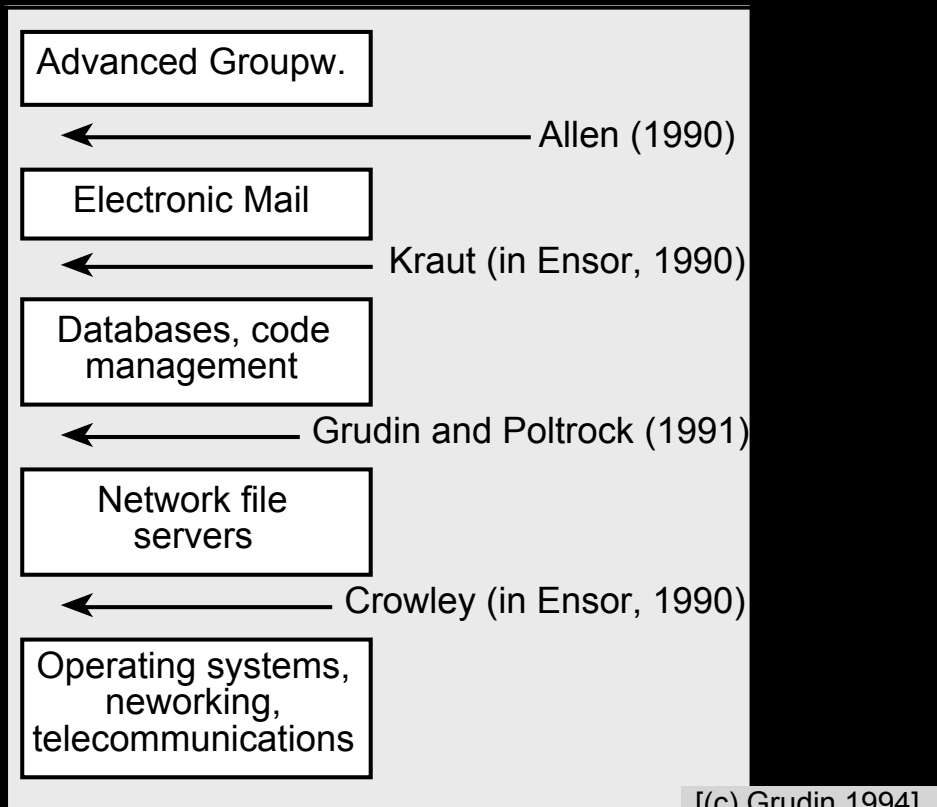 Advanced Groupw.
Allen (1990)
Electronic Mail
Kraut (in Ensor, 1990)
Databases, code
management
Grudin and Poltrock (1991)
Network file
servers
Crowley (in Ensor, 1990)
Operating systems,
neworking,
telecommunications
[(c) Grudin 1994]